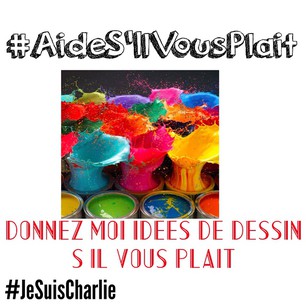 #AideS'IlVousPlait
DONNEZ MOI IDEES DE DESSIN
S IL VOUS PLAIT
#JeSuisCharlie